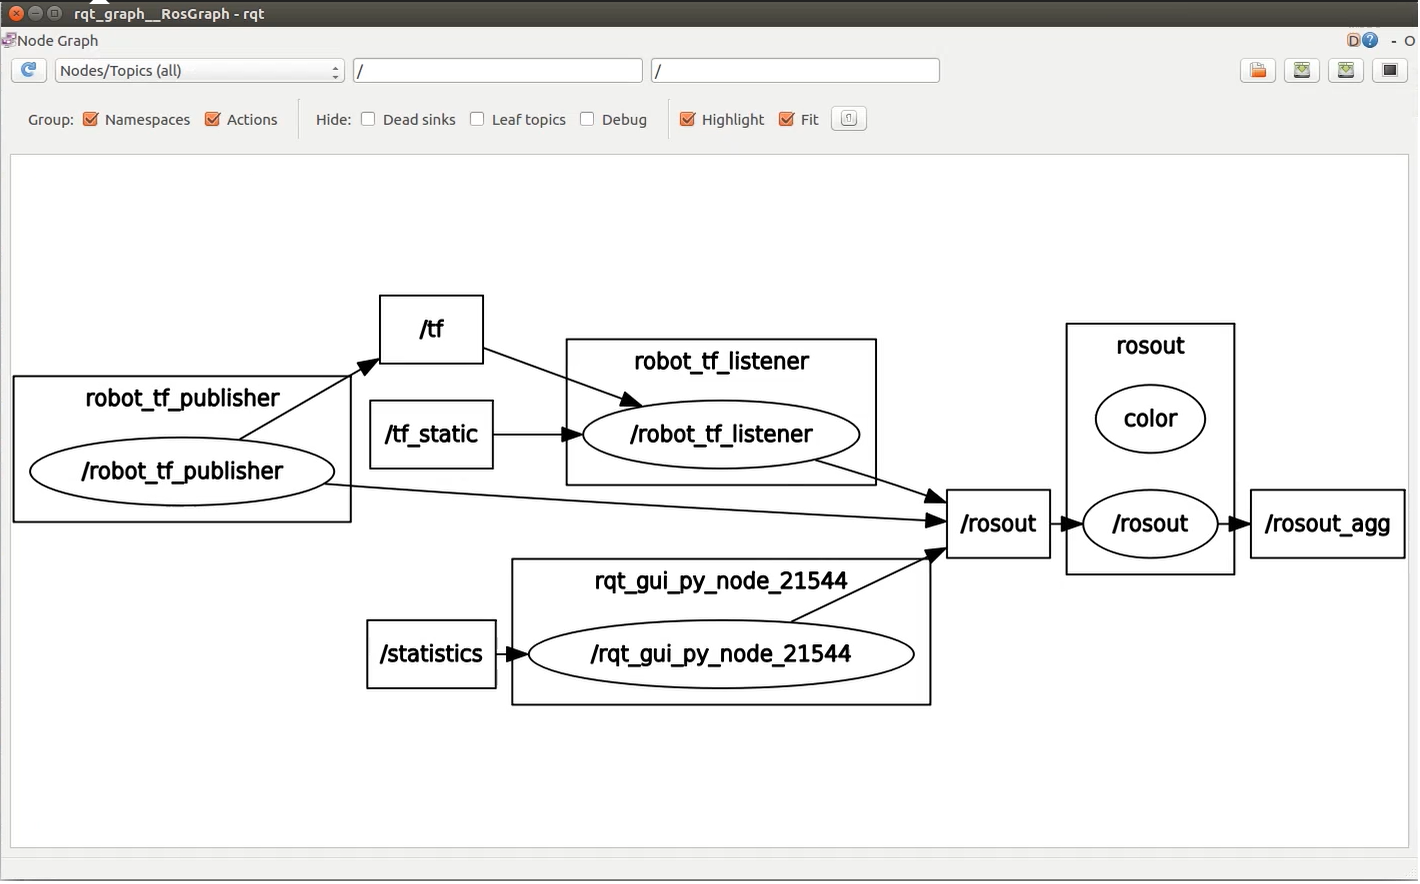 rqt_graph__RosGraph - rqt
Node Graph
D ? - O
Nodes/Topics (all) / /
Group: Namespaces Actions Hide: Dead sinks Leaf topics Debug Highlight Fit
/tf
robot_tf_listener
rosout
robot_tf_publisher
color
/tf_static
/robot_tf_listener
/robot_tf_publisher
/rosout
/rosout
/rosout_agg
rqt_gui_py_node_21544
/statistics
/rqt_gui_py_node_21544